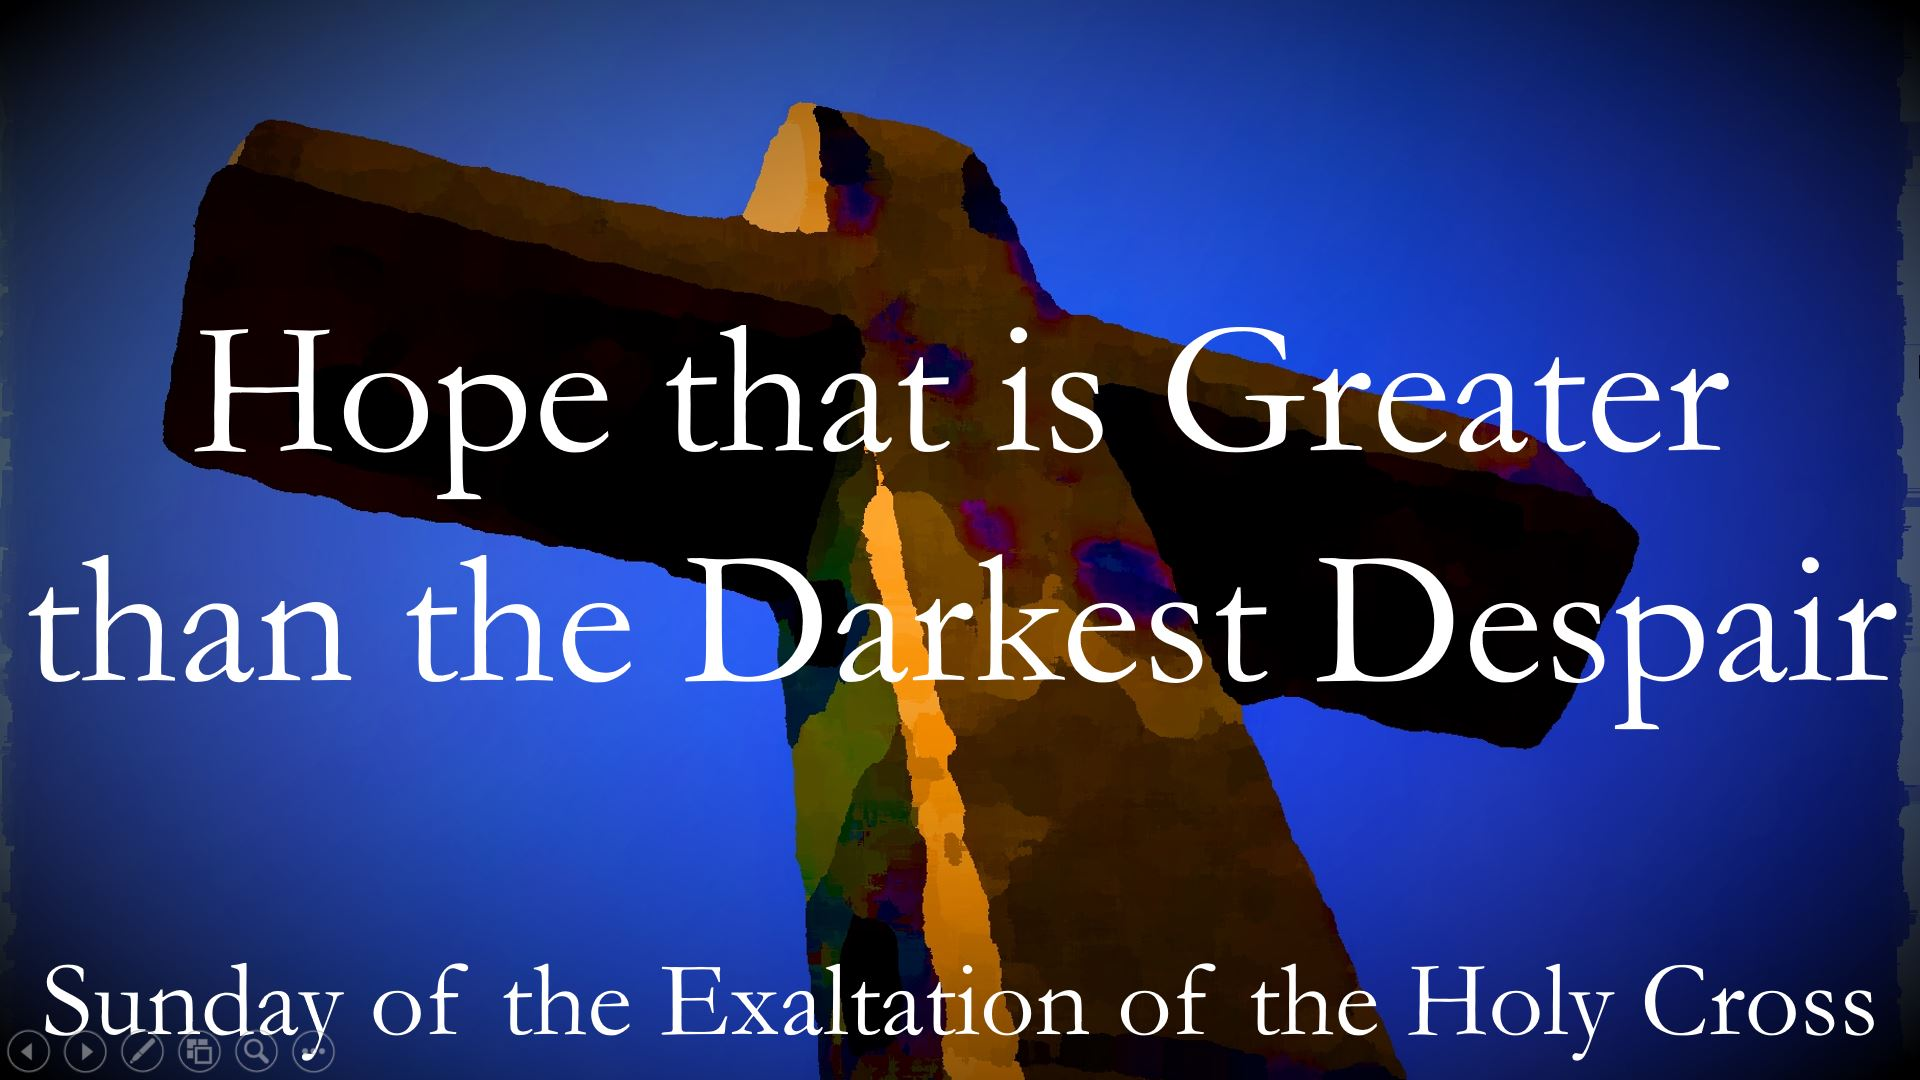 Hope that is Greater
than the Darkest Despair
Sunday of the Exaltation of the Holy Cross